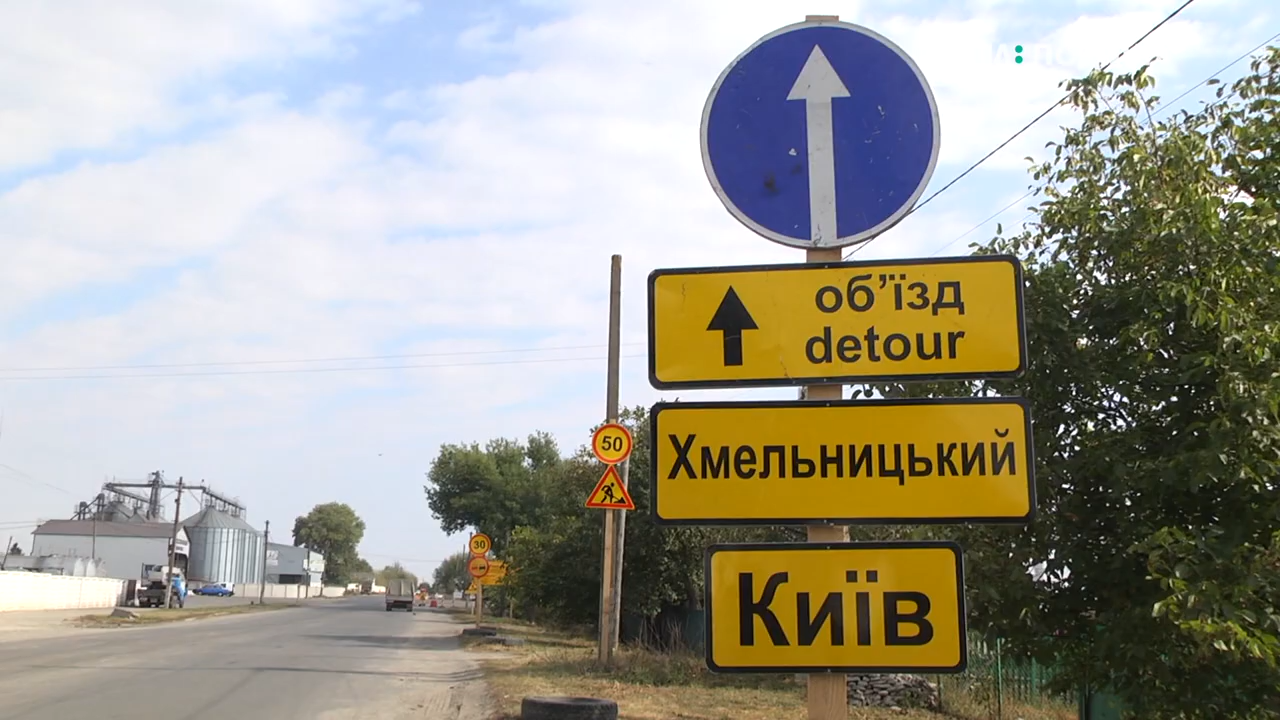 об’їзд
detour
Хмельницький
Київ
50
30